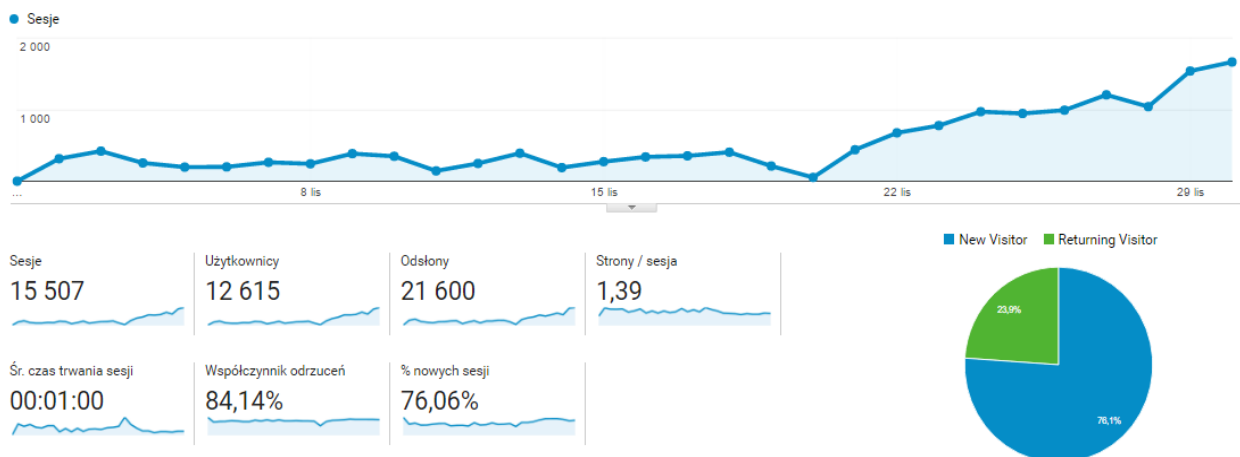 Sesje
2 000
1 000
...
8 lis
15 lis
22 lis
29 lis
New Visitor
Returning Visitor
Sesje
15 507
Użytkownicy
12 615
Odsłony
21 600
Strony / sesja
1,39
Śr. czas trwania sesji
00:01:00
Współczynnik odrzuceń
84,14%
% nowych sesji
76,06%
23,9%
76,1%